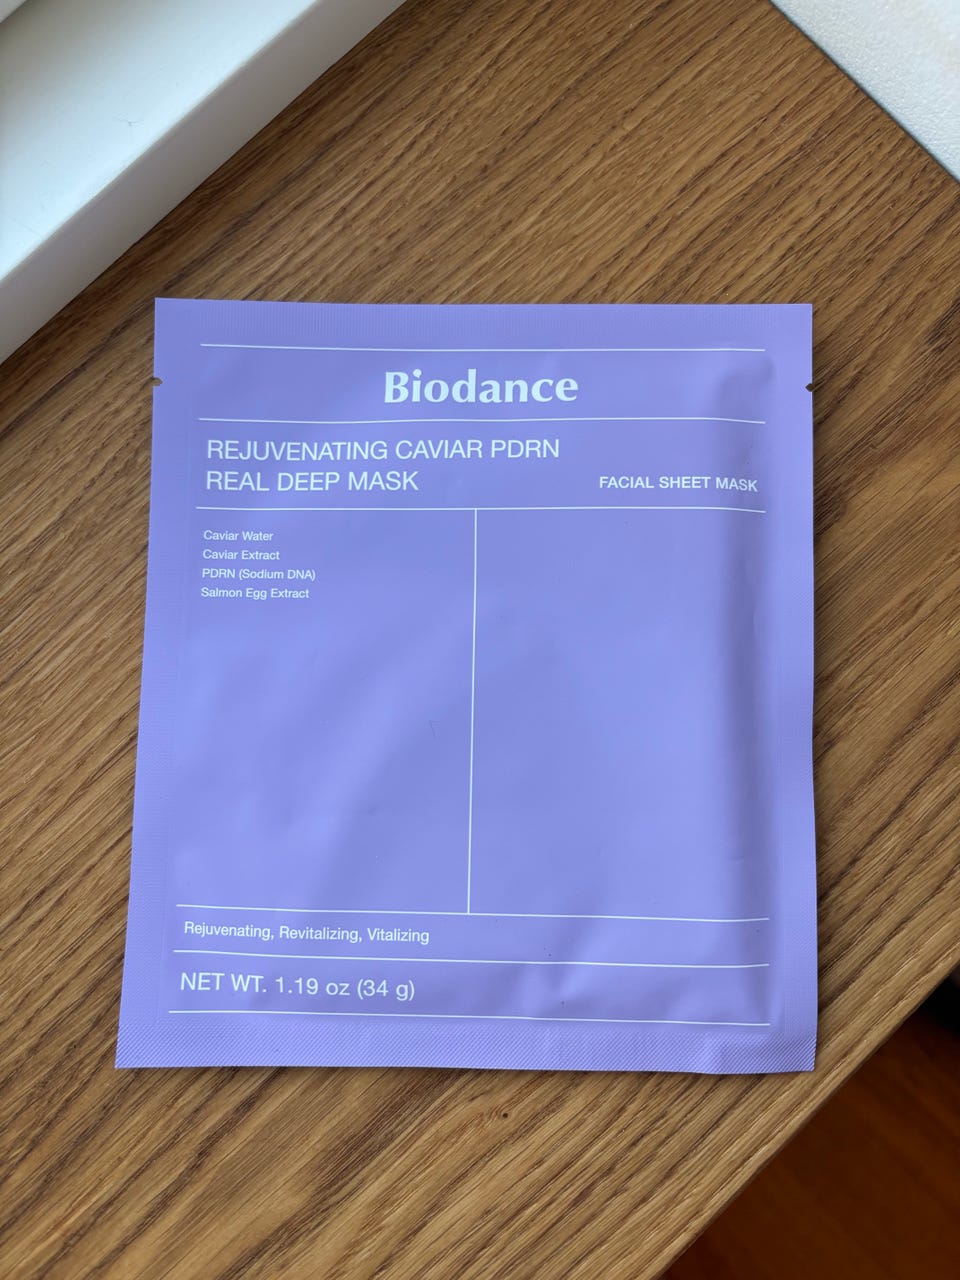 Biodance
REJUVENATING CAVIAR PDRN
REAL DEEP MASK
FACIAL SHEET MASK
Caviar Water
Caviar Extract
PDRN (Sodium DNA)
Salmon Egg Extract
Rejuvenating, Revitalizing, Vitalizing
NET WT. 1.19 oz (34 g)